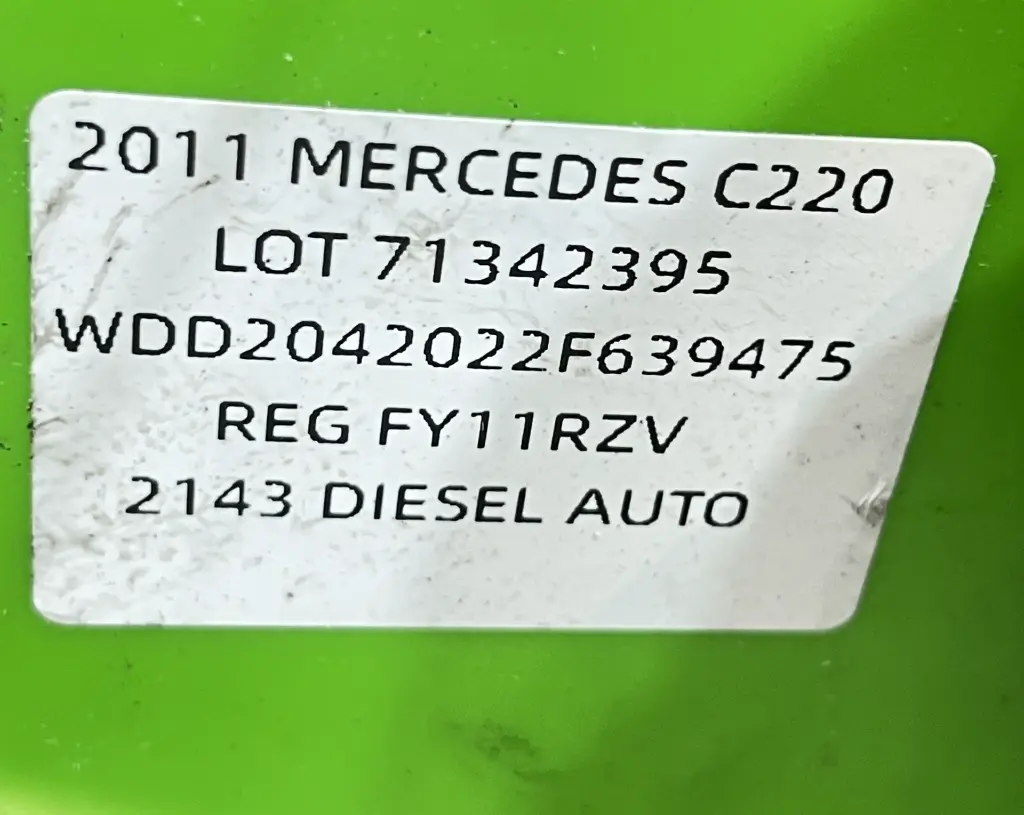 2011 MERCEDES C220
LOT 71342395
WDD2042022F639475
REG FY11RZV
2143 DIESEL AUTO